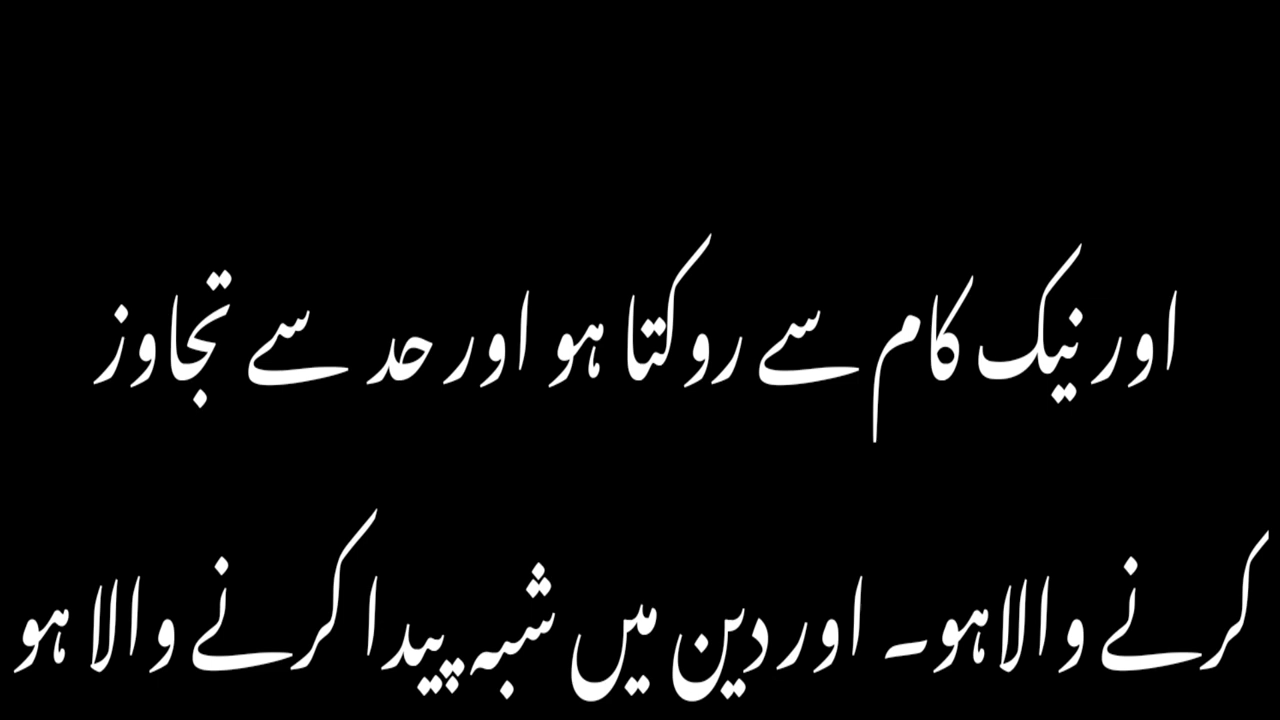 اور نیک کام سے روکتا ہو اور حد سے تجاوز
کرنے والا ہو۔ اور دین میں شبہ پیدا کرنے والا ہو